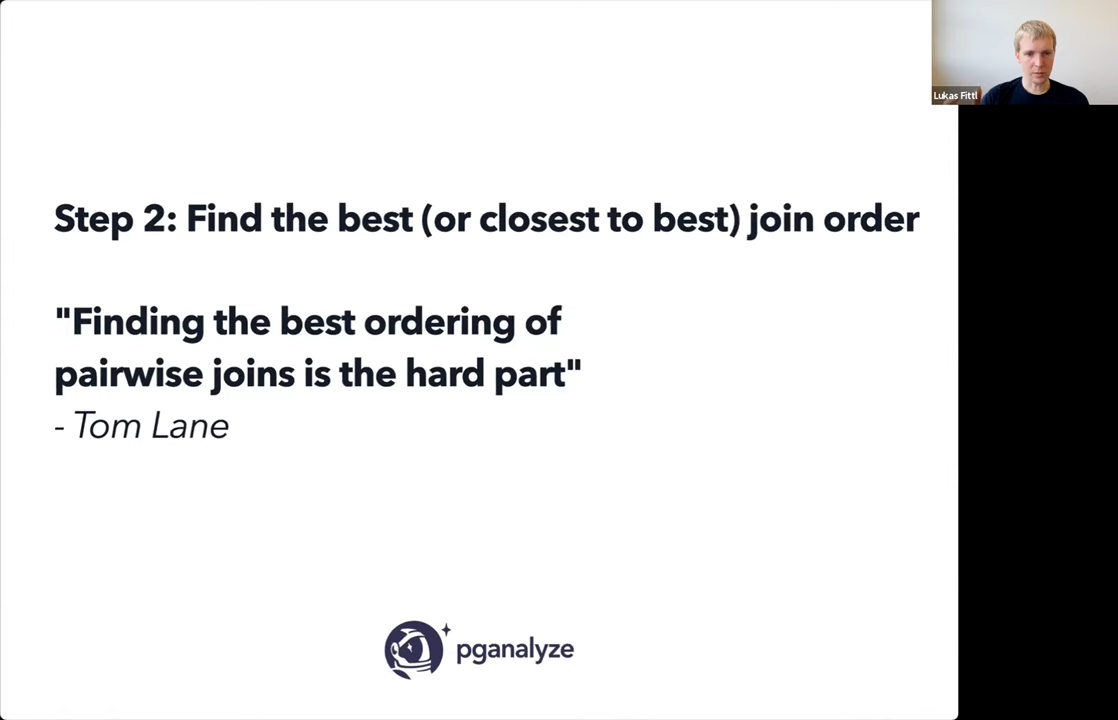 Lukas Fittl
Step 2: Find the best (or closest to best) join order
"Finding the best ordering of
pairwise joins is the hard part"
- Tom Lane
pganalyze